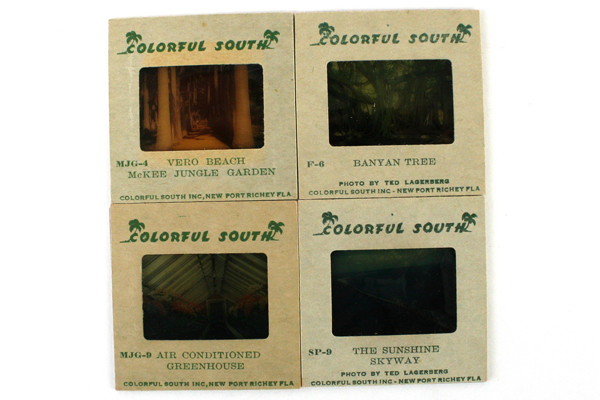 COLORFUL SOUTH
MJG-4 VERO BEACH
McKEE JUNGLE GARDEN
COLORFUL SOUTH INC, NEW PORT RICHEY FLA
COLORFUL SOUTH
F-6 BANYAN TREE
PHOTO BY TED LAGERBERG
COLORFUL SOUTH INC - NEW PORT RICHEY FLA
COLORFUL SOUTH
MJG-9 AIR CONDITIONED
GREENHOUSE
COLORFUL SOUTH INC, NEW PORT RICHEY FLA
COLORFUL SOUTH
SP-9 THE SUNSHINE
SKYWAY
PHOTO BY TED LAGERBERG
COLORFUL SOUTH INC - NEW PORT RICHEY FLA